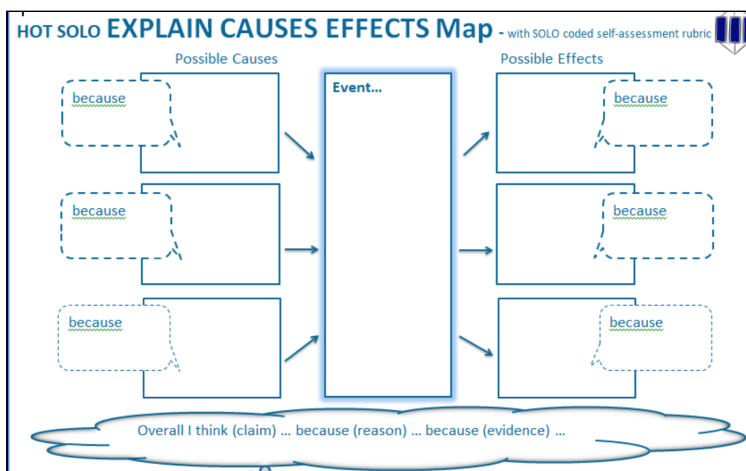 HOT SOLO EXPLAIN CAUSES EFFECTS Map - with SOLO coded self-assessment rubric
Possible Causes Possible Effects
Event...
because because
because because
because because
Overall I think (claim) ... because (reason) ... because (evidence) ...